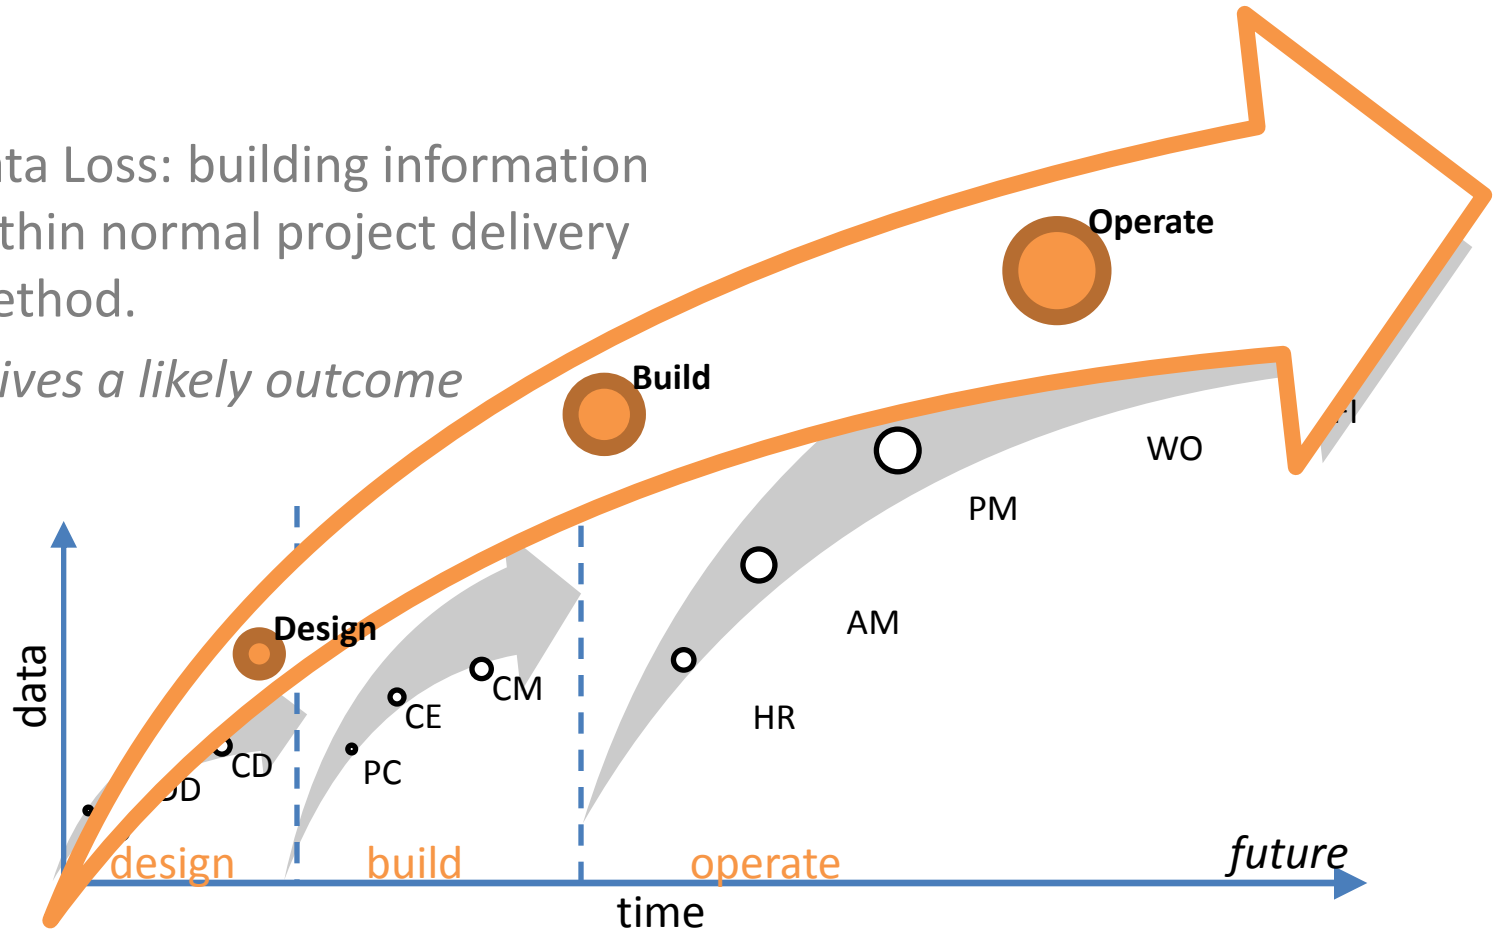 ta Loss: building information
thin normal project delivery
ethod.
ives a likely outcome
Operate
Build
Design
WO
PM
AM
HR
CM
CE
PC
CD
data
design
build
operate
future
time